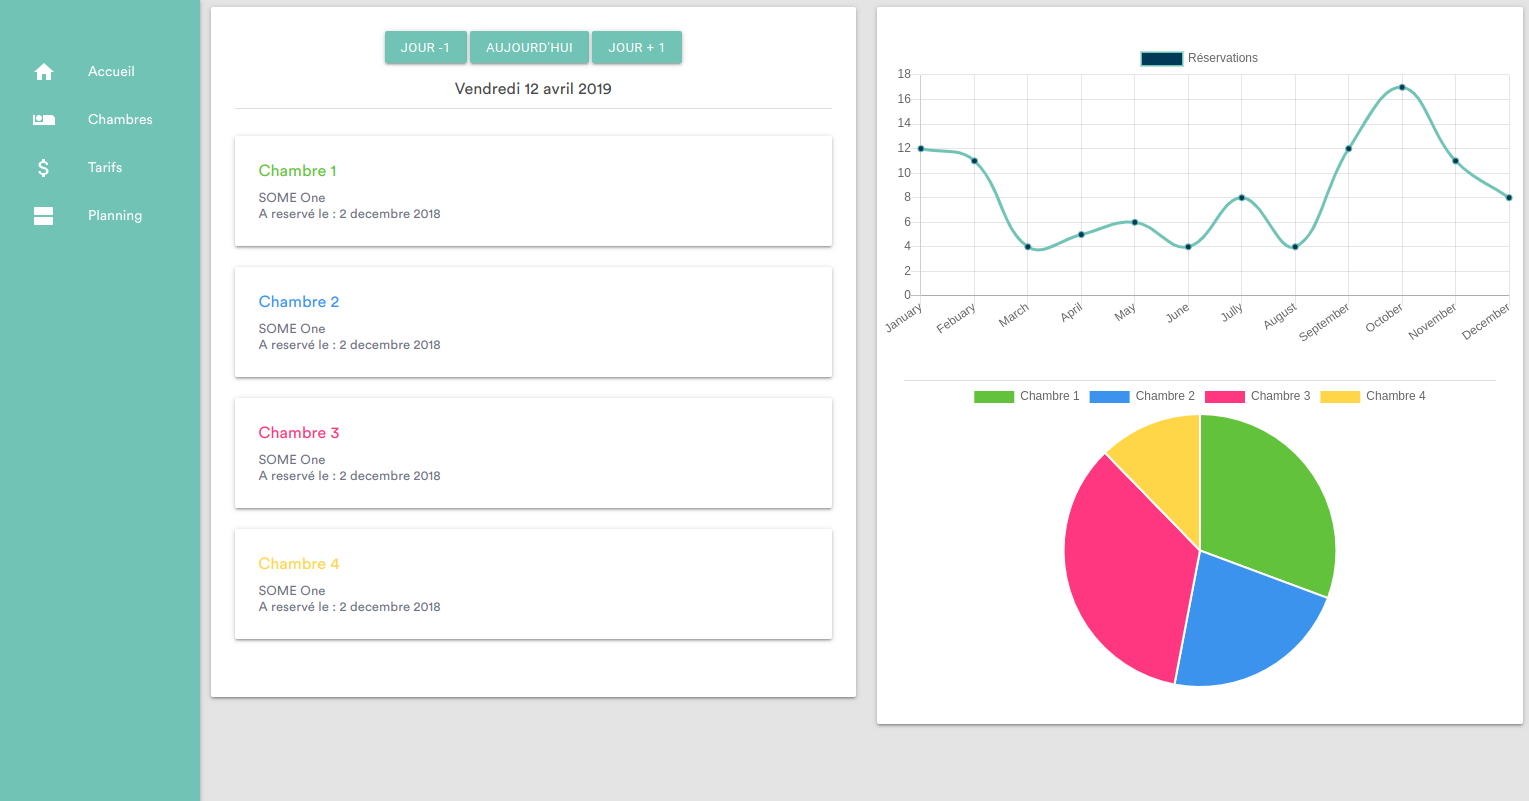 Accueil
Chambres
Tarifs
Planning
JOUR -1 AUJOURD'HUI JOUR + 1
Vendredi 12 avril 2019
Chambre 1
SOME One
A reservé le : 2 decembre 2018
Chambre 2
SOME One
A reservé le : 2 decembre 2018
Chambre 3
SOME One
A reservé le : 2 decembre 2018
Chambre 4
SOME One
A reservé le : 2 decembre 2018
Réservations
18
16
14
12
10
8
6
4
2
0
January Febuary March April May June Jully August September October November December
Chambre 1 Chambre 2 Chambre 3 Chambre 4